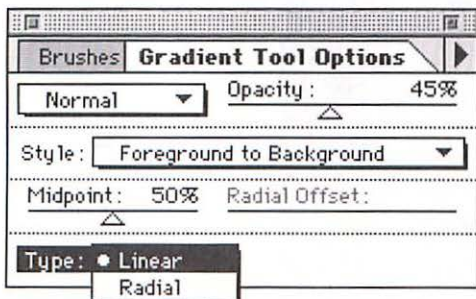 Brushes Gradient Tool Options
Normal Opacity: 45%
Style: Foreground to Background
Midpoint: 50% Radial Offset:
Type: Linear
Radial